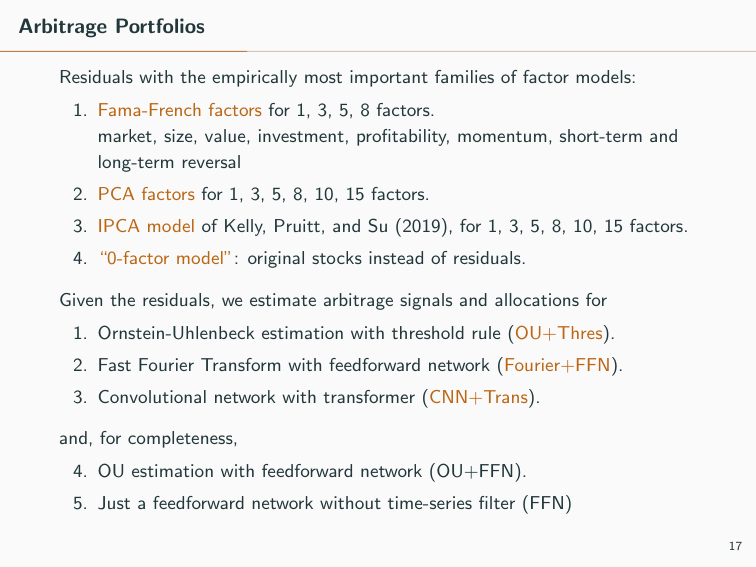 Arbitrage Portfolios
Residuals with the empirically most important families of factor models:
1. Fama-French factors for 1, 3, 5, 8 factors.
market, size, value, investment, profitability, momentum, short-term and
long-term reversal
2. PCA factors for 1, 3, 5, 8, 10, 15 factors.
3. IPCA model of Kelly, Pruitt, and Su (2019), for 1, 3, 5, 8, 10, 15 factors.
4. “0-factor model”: original stocks instead of residuals.
Given the residuals, we estimate arbitrage signals and allocations for
1. Ornstein-Uhlenbeck estimation with threshold rule (OU+Thres).
2. Fast Fourier Transform with feedforward network (Fourier+FFN).
3. Convolutional network with transformer (CNN+Trans).
and, for completeness,
4. OU estimation with feedforward network (OU+FFN).
5. Just a feedforward network without time-series filter (FFN)
17